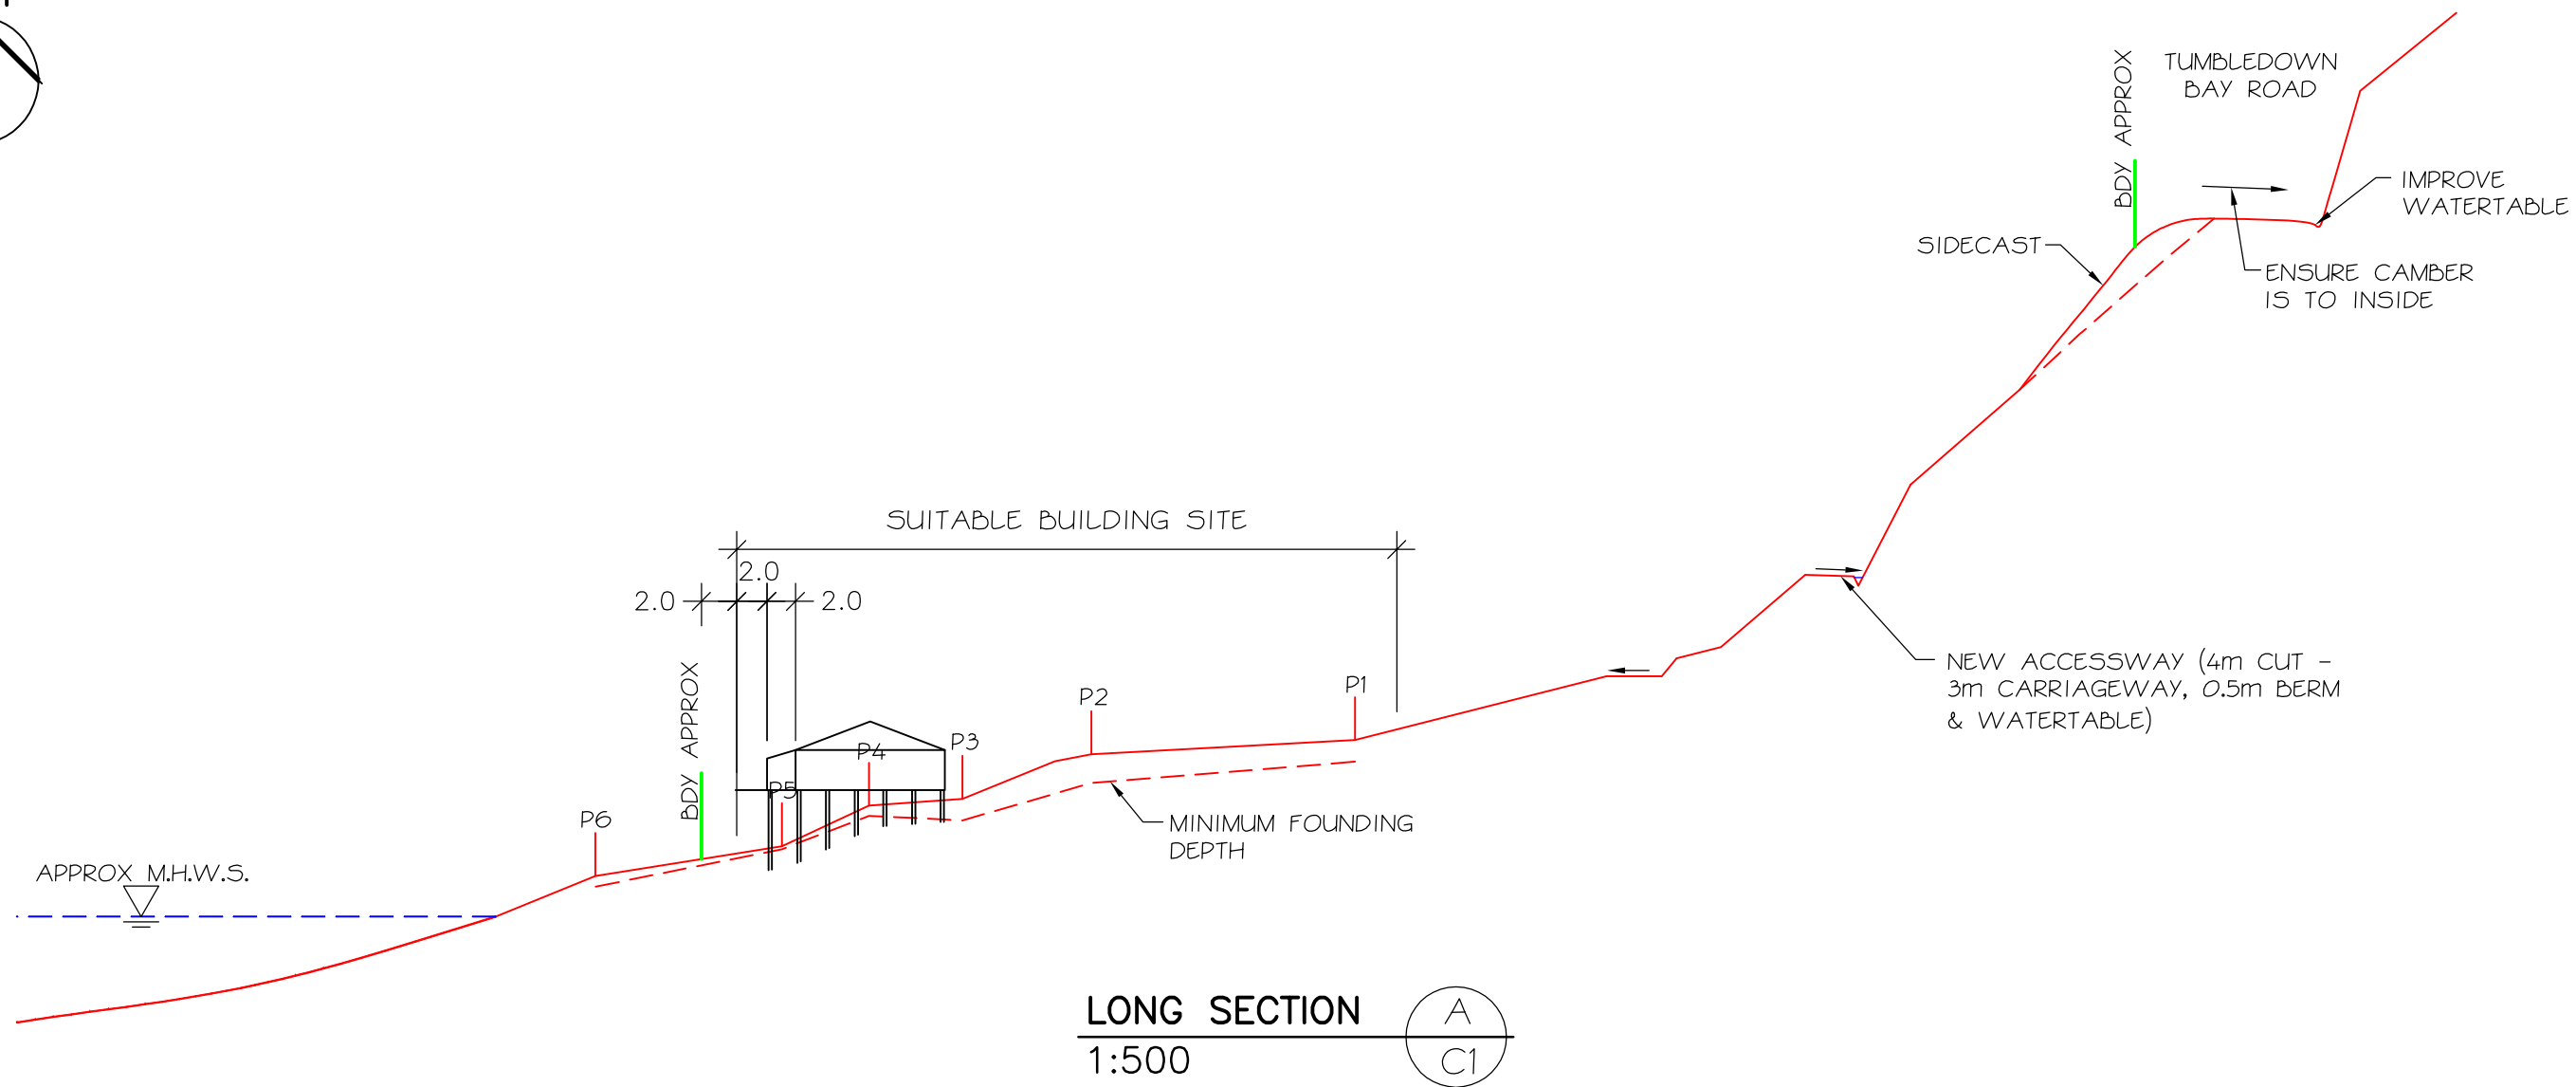 TUMBLEDOWN
BAY ROAD
BDY APPROX
IMPROVE
WATERTABLE
SIDECAST
ENSURE CAMBER
IS TO INSIDE
SUITABLE BUILDING SITE
2.0
2.0
2.0
NEW ACCESSWAY (4m CUT -
3m CARRIAGEWAY, 0.5m BERM
& WATERTABLE)
BDY APPROX
P1
P2
P3
P4
P5
P6
MINIMUM FOUNDING
DEPTH
APPROX M.H.W.S.
LONG SECTION
1:500
A
C1